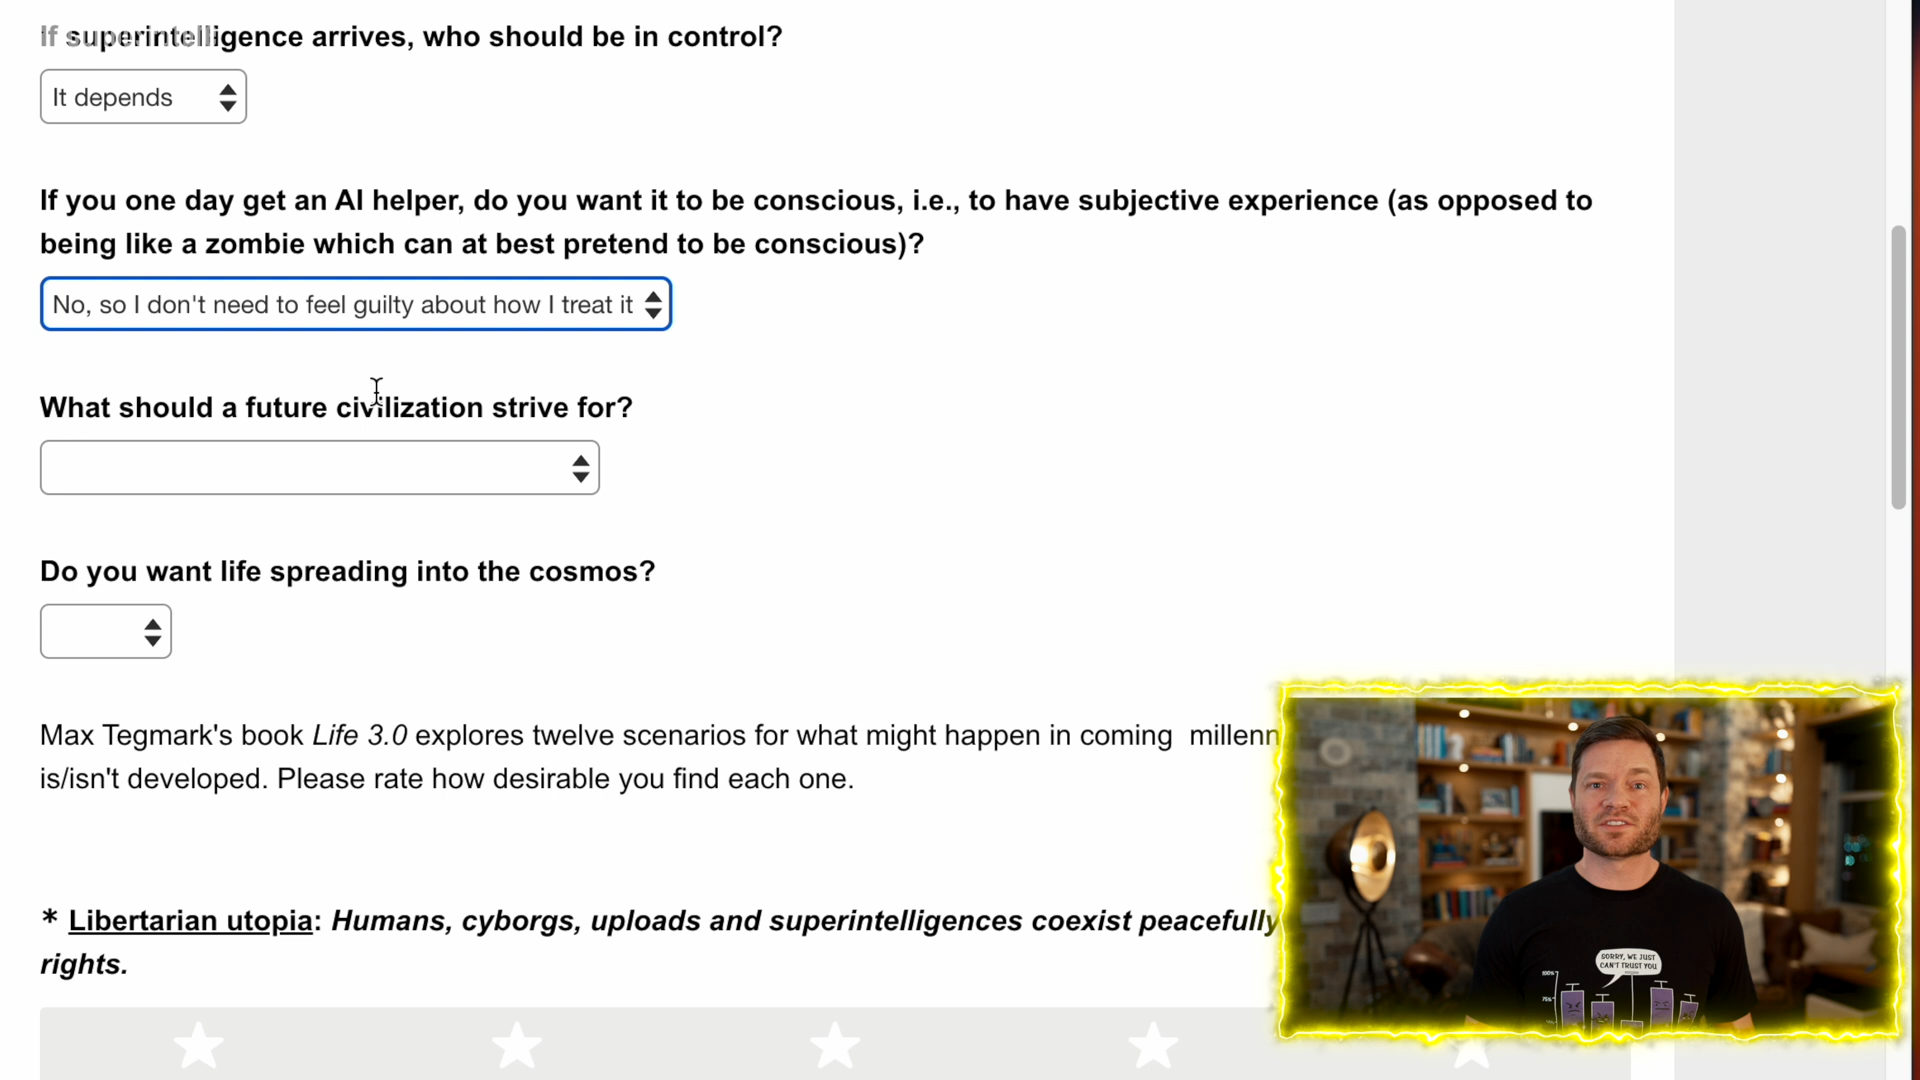 If superintelligence arrives, who should be in control?
It depends
If you one day get an AI helper, do you want it to be conscious, i.e., to have subjective experience (as opposed to
being like a zombie which can at best pretend to be conscious)?
No, so I don't need to feel guilty about how I treat it
What should a future civilization strive for?
Do you want life spreading into the cosmos?
Max Tegmark's book Life 3.0 explores twelve scenarios for what might happen in coming millenn
is/isn't developed. Please rate how desirable you find each one.
* Libertarian utopia: Humans, cyborgs, uploads and superintelligences coexist peacefully
rights.
SORRY, WE JUST
CAN'T TRUST YOU
100%
75%